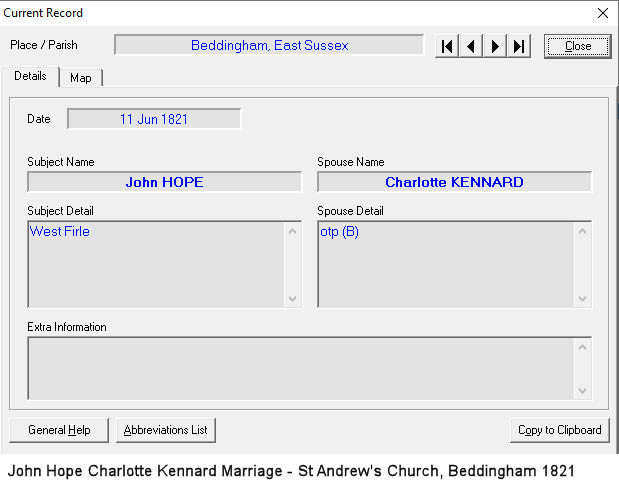 Current Record
Place / Parish
Beddingham, East Sussex
Close
Details
Map
Date
11 Jun 1821
Subject Name
Spouse Name
John HOPE
Charlotte KENNARD
Subject Detail
Spouse Detail
West Firle
otp (B)
Extra Information
General Help
Abbreviations List
Copy to Clipboard
John Hope Charlotte Kennard Marriage - St Andrew's Church, Beddingham 1821